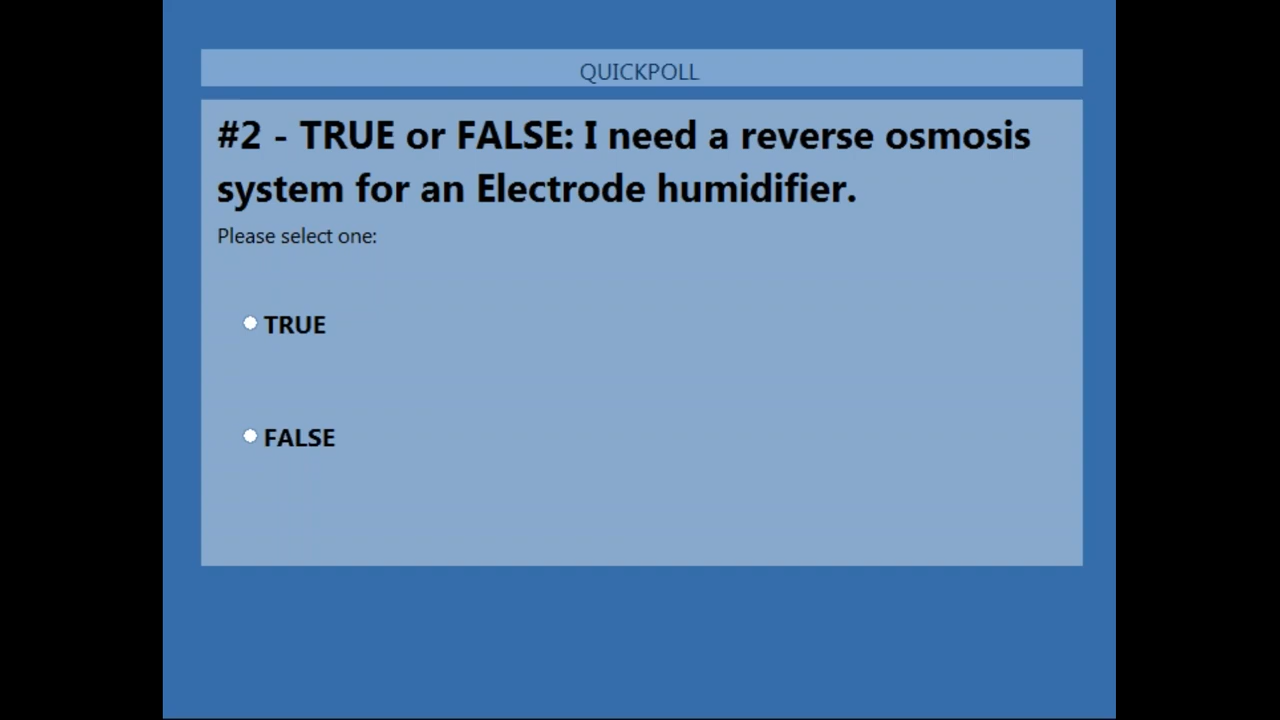 QUICKPOLL
#2 - TRUE or FALSE: I need a reverse osmosis
system for an Electrode humidifier.
Please select one:
TRUE
FALSE